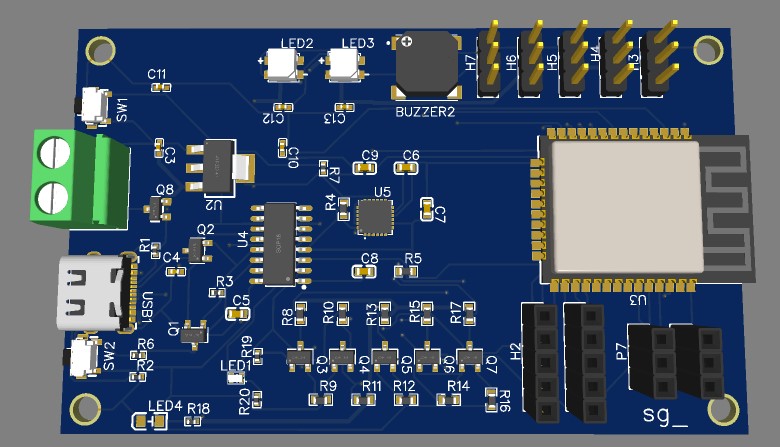 LED2
LED3
BUZZER2
H7
H6
H5
H4
H3
C11
SW1
C12
C13
C3
U2
C10
R7
C9
C6
Q8
R4
U5
C7
U4
Q2
R1
C4
R3
C5
C8
R5
U3
USB1
Q1
R8
R10
R13
R15
R17
SW2
R6
R2
R19
LED1
Q3
Q4
Q5
Q6
Q7
H2
P7
R20
R9
R11
R12
R14
R16
LED4
R18
sg_